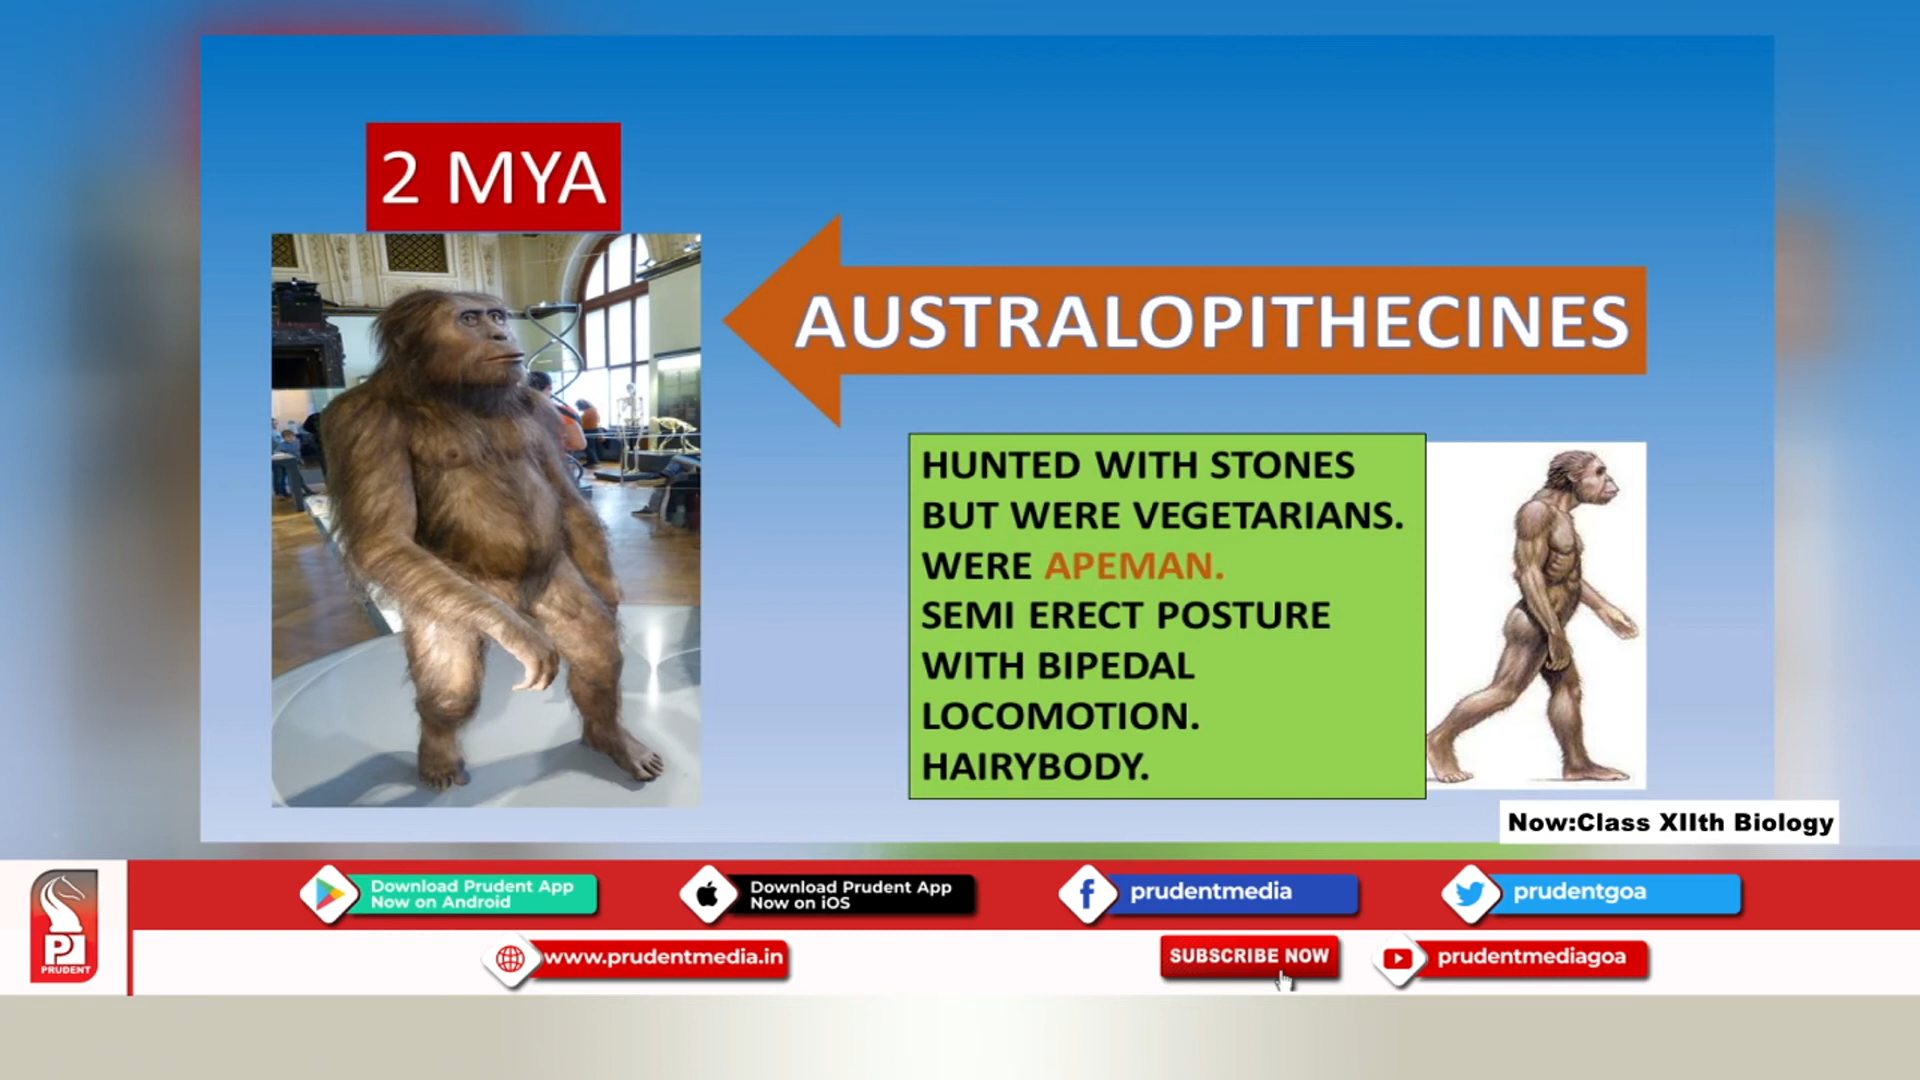 2 MYA
AUSTRALOPITHECINES
HUNTED WITH STONES
BUT WERE VEGETARIANS.
WERE APEMAN.
SEMI ERECT POSTURE
WITH BIPEDAL
LOCOMOTION.
HAIRYBODY.
Now:Class XIIth Biology
Download Prudent App
Now on Android
Download Prudent App
Now on iOS
prudentmedia
prudentgoa
PRUDENT
www.prudentmedia.in
SUBSCRIBE NOW
prudentmediagoa